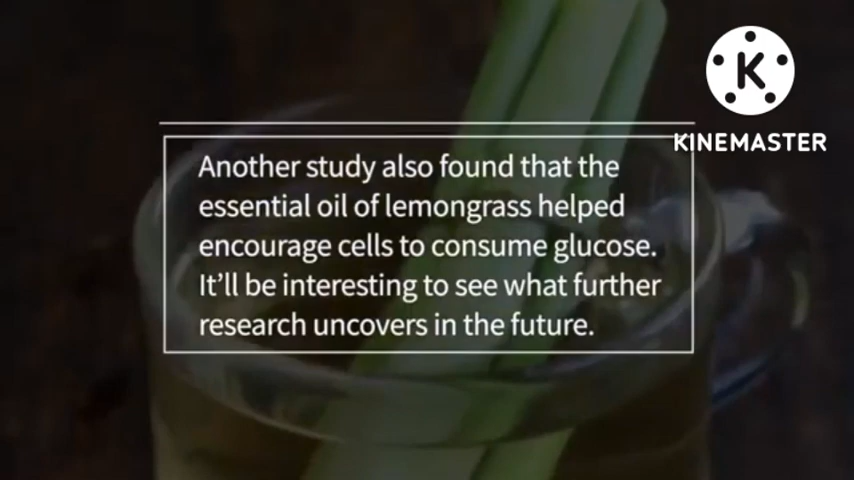 K
KINEMASTER
Another study also found that the
essential oil of lemongrass helped
encourage cells to consume glucose.
It'll be interesting to see what further
research uncovers in the future.